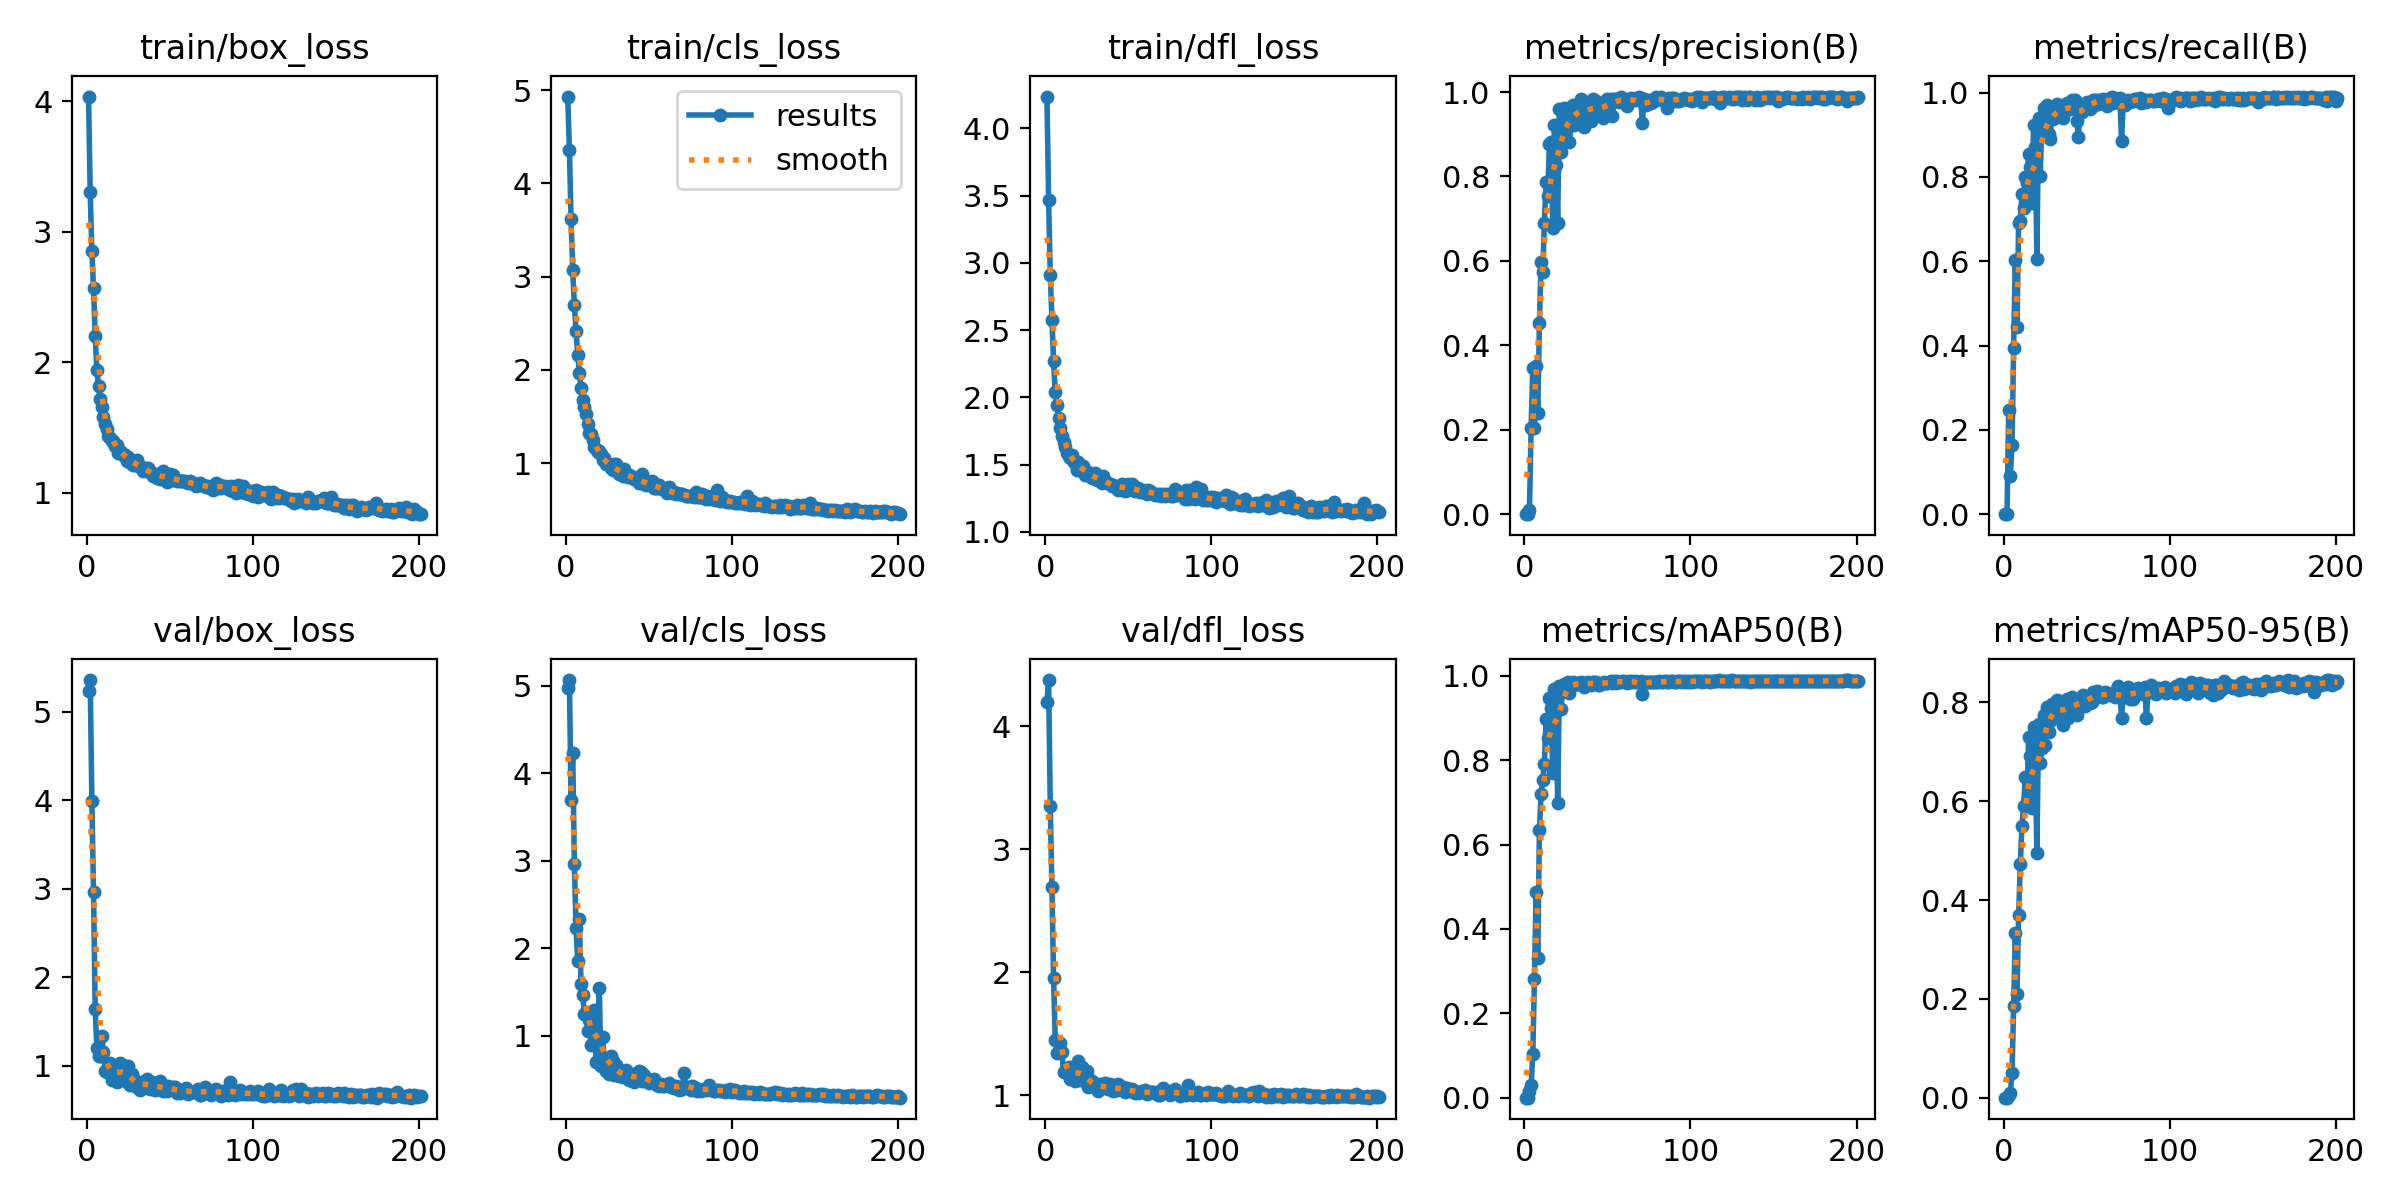 train/box_loss
4
3
2
1
0 100 200
train/cls_loss
results
smooth
5
4
3
2
1
0 100 200
train/dfl_loss
4.0
3.5
3.0
2.5
2.0
1.5
1.0
0 100 200
metrics/precision(B)
1.0
0.8
0.6
0.4
0.2
0.0
0 100 200
metrics/recall(B)
1.0
0.8
0.6
0.4
0.2
0.0
0 100 200
val/box_loss
5
4
3
2
1
0 100 200
val/cls_loss
5
4
3
2
1
0 100 200
val/dfl_loss
4
3
2
1
0 100 200
metrics/mAP50(B)
1.0
0.8
0.6
0.4
0.2
0.0
0 100 200
metrics/mAP50-95(B)
0.8
0.6
0.4
0.2
0.0
0 100 200